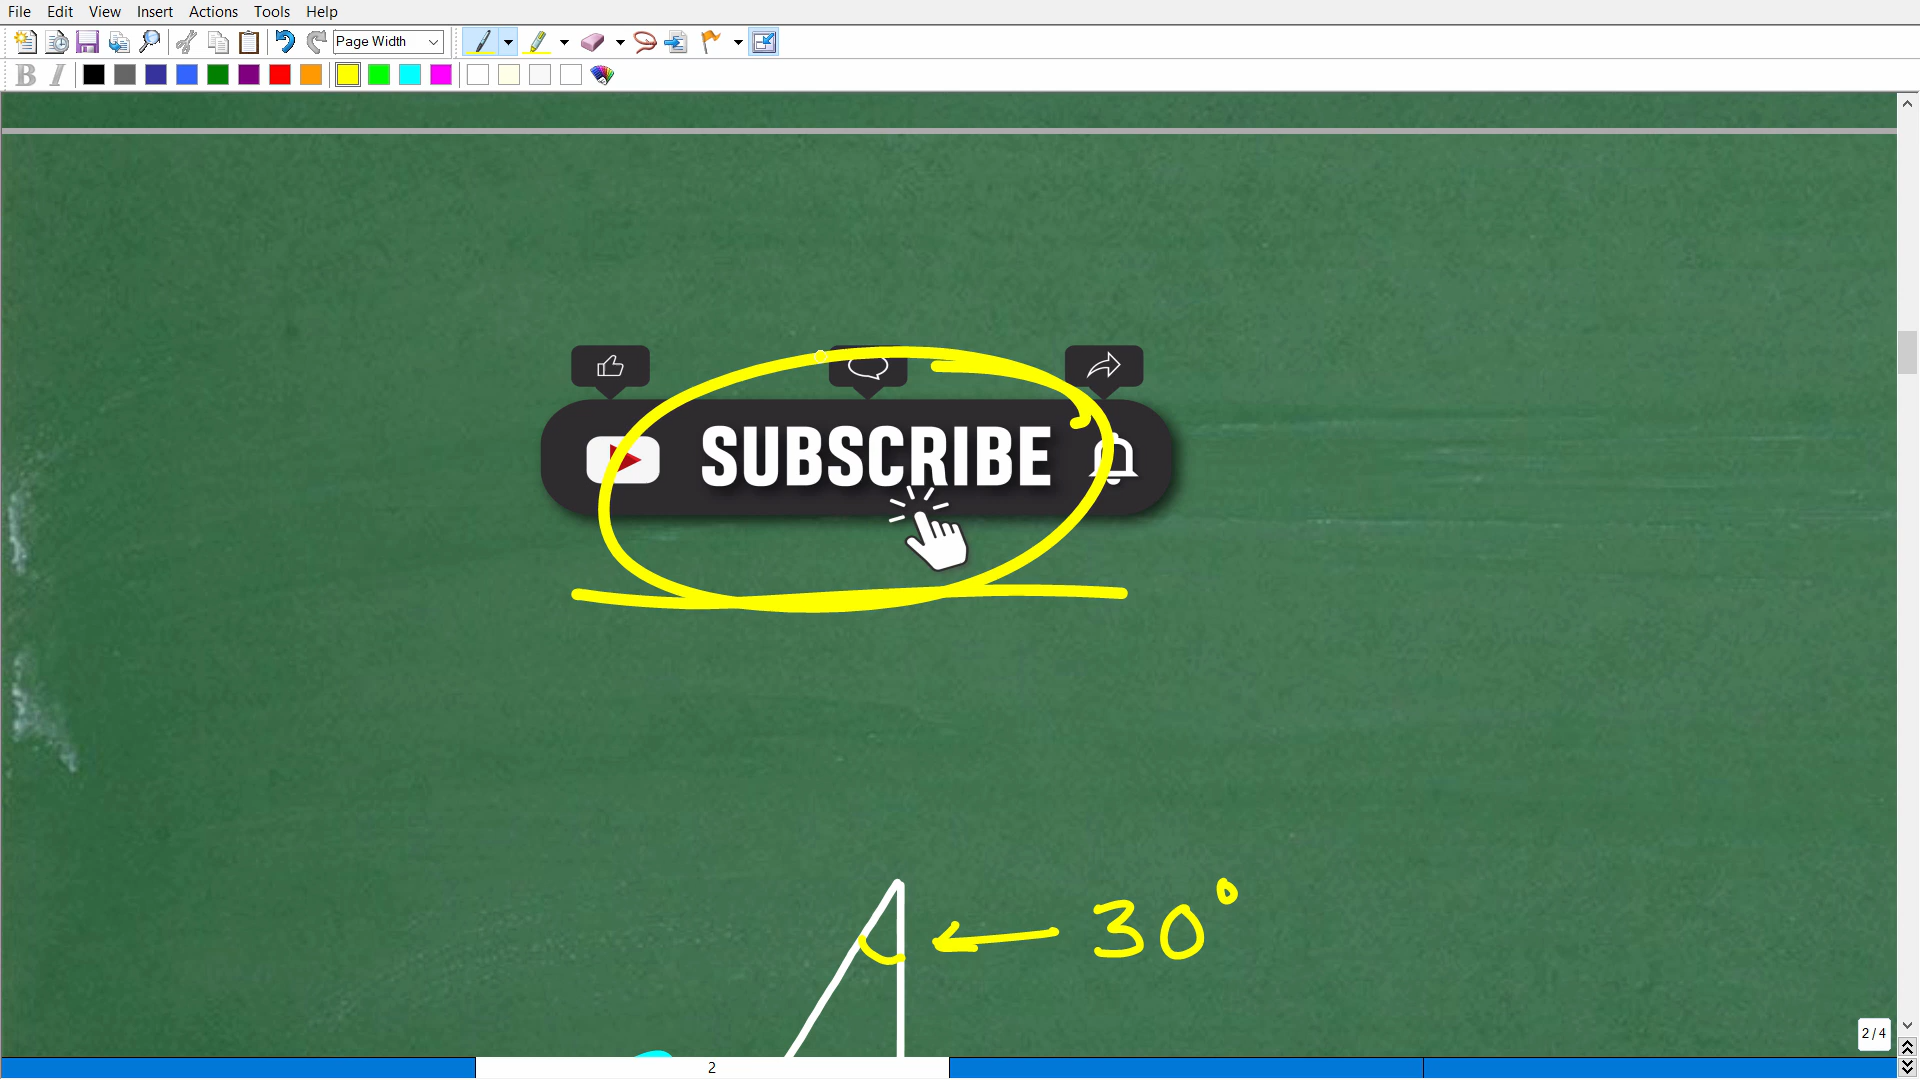 File Edit View Insert Actions Tools Help
Page Width
B I
SUBSCRIBE
30°
2 / 4
2